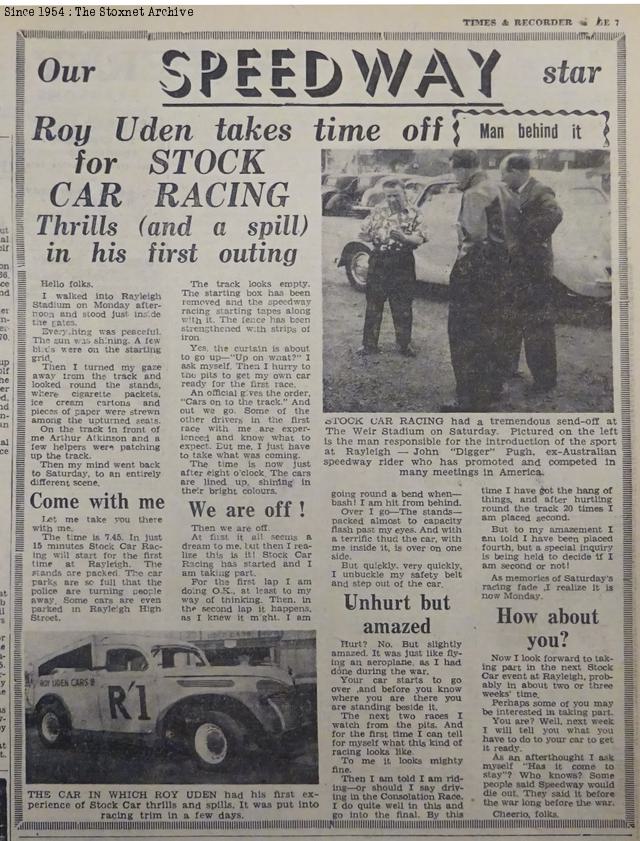 Since 1954 : The Stoxnet Archive
TIMES & RECORDER
GE 7
Our SPEEDWAY star
Roy Uden takes time off
for STOCK
CAR RACING
Thrills (and a spill)
in his first outing
Man behind it
Hello folks.
I walked into Rayleigh
Stadium on Monday after-
noon and stood just inside
the gates.
Everything was peaceful.
The sun was shining. A few
birds were on the starting
grid.
Then I turned my gaze
away from the track and
looked round the stands,
where cigarette packets,
ice cream cartons and
pieces of paper were strewn
among the upturned seats.
On the track in front of
me Arthur Atkinson and a
few helpers were patching
up the track.
Then my mind went back
to Saturday, to an entirely
different scene.
Come with me
Let me take you there
with me.
The time is 7.45. In just
15 minutes Stock Car Rac-
ing will start for the first
time at Rayleigh. The
stands are packed. The car
parks are so full that the
police are turning people
away. Some cars are even
parked in Rayleigh High
Street.
The track looks empty.
The starting box has been
removed and the speedway
racing starting tapes along
with it. The fence has been
strengthened with strips of
iron.
Yes, the curtain is about
to go up—"Up on what?" I
ask myself. Then I hurry to
the pits to get my own car
ready for the first race.
An official gives the order,
"Cars on to the track." And
out we go. Some of the
other drivers in the first
race with me are exper-
ienced and know what to
expect. But me, I just have
to take what was coming.
The time is now just
after eight o'clock. The cars
are lined up, shining in
their bright colours.
We are off !
Then we are off.
At first it all seems a
dream to me, but then I rea-
lise this is it! Stock Car
Racing has started and I
am taking part.
For the first lap I am
doing O.K., at least to my
way of thinking. Then, in
the second lap it happens,
as I knew it might. I am
STOCK CAR RACING had a tremendous send-off at
The Weir Stadium on Saturday. Pictured on the left
is the man responsible for the introduction of the sport
at Rayleigh — John "Digger" Pugh, ex-Australian
speedway rider who has promoted and competed in
many meetings in America.
going round a bend when—
bash! I am hit from behind.
Over I go—The stands—
packed almost to capacity
flash past my eyes. And with
a terrific thud the car, with
me inside it, is over on one
side.
But quickly, very quickly,
I unbuckle my safety belt
and step out of the car.
Unhurt but
amazed
Hurt? No. But slightly
amazed. It was just like fly-
ing an aeroplane, as I had
done during the war.
Your car starts to go
over ,and before you know
where you are there you
are standing beside it.
The next two races I
watch from the pits. And
for the first time I can tell
for myself what this kind of
racing looks like.
To me it looks mighty
fine.
Then I am told I am rid-
ing—or should I say driv-
ing in the Consolation Race.
I do quite well in this and
go into the final. By this
time I have got the hang of
things, and after hurtling
round the track 20 times I
am placed second.
But to my amazement I
am told I have been placed
fourth, but a special inquiry
is being held to decide if I
am second or not!
As memories of Saturday's
racing fade ,I realize it is
now Monday.
How about
you?
Now I look forward to tak-
ing part in the next Stock
Car event at Rayleigh, prob-
ably in about two or three
weeks' time.
Perhaps some of you may
be interested in taking part.
You are? Well, next week
I will tell you what you
have to do to your car to get
it ready.
As an afterthought I ask
myself "Has it come to
stay"? Who knows? Some
people said Speedway would
die out. They said it before
the war long before the war.
Cheerio, folks.
ROY UDEN CARS
R/1
THE CAR IN WHICH ROY UDEN had his first ex-
perience of Stock Car thrills and spills. It was put into
racing trim in a few days.